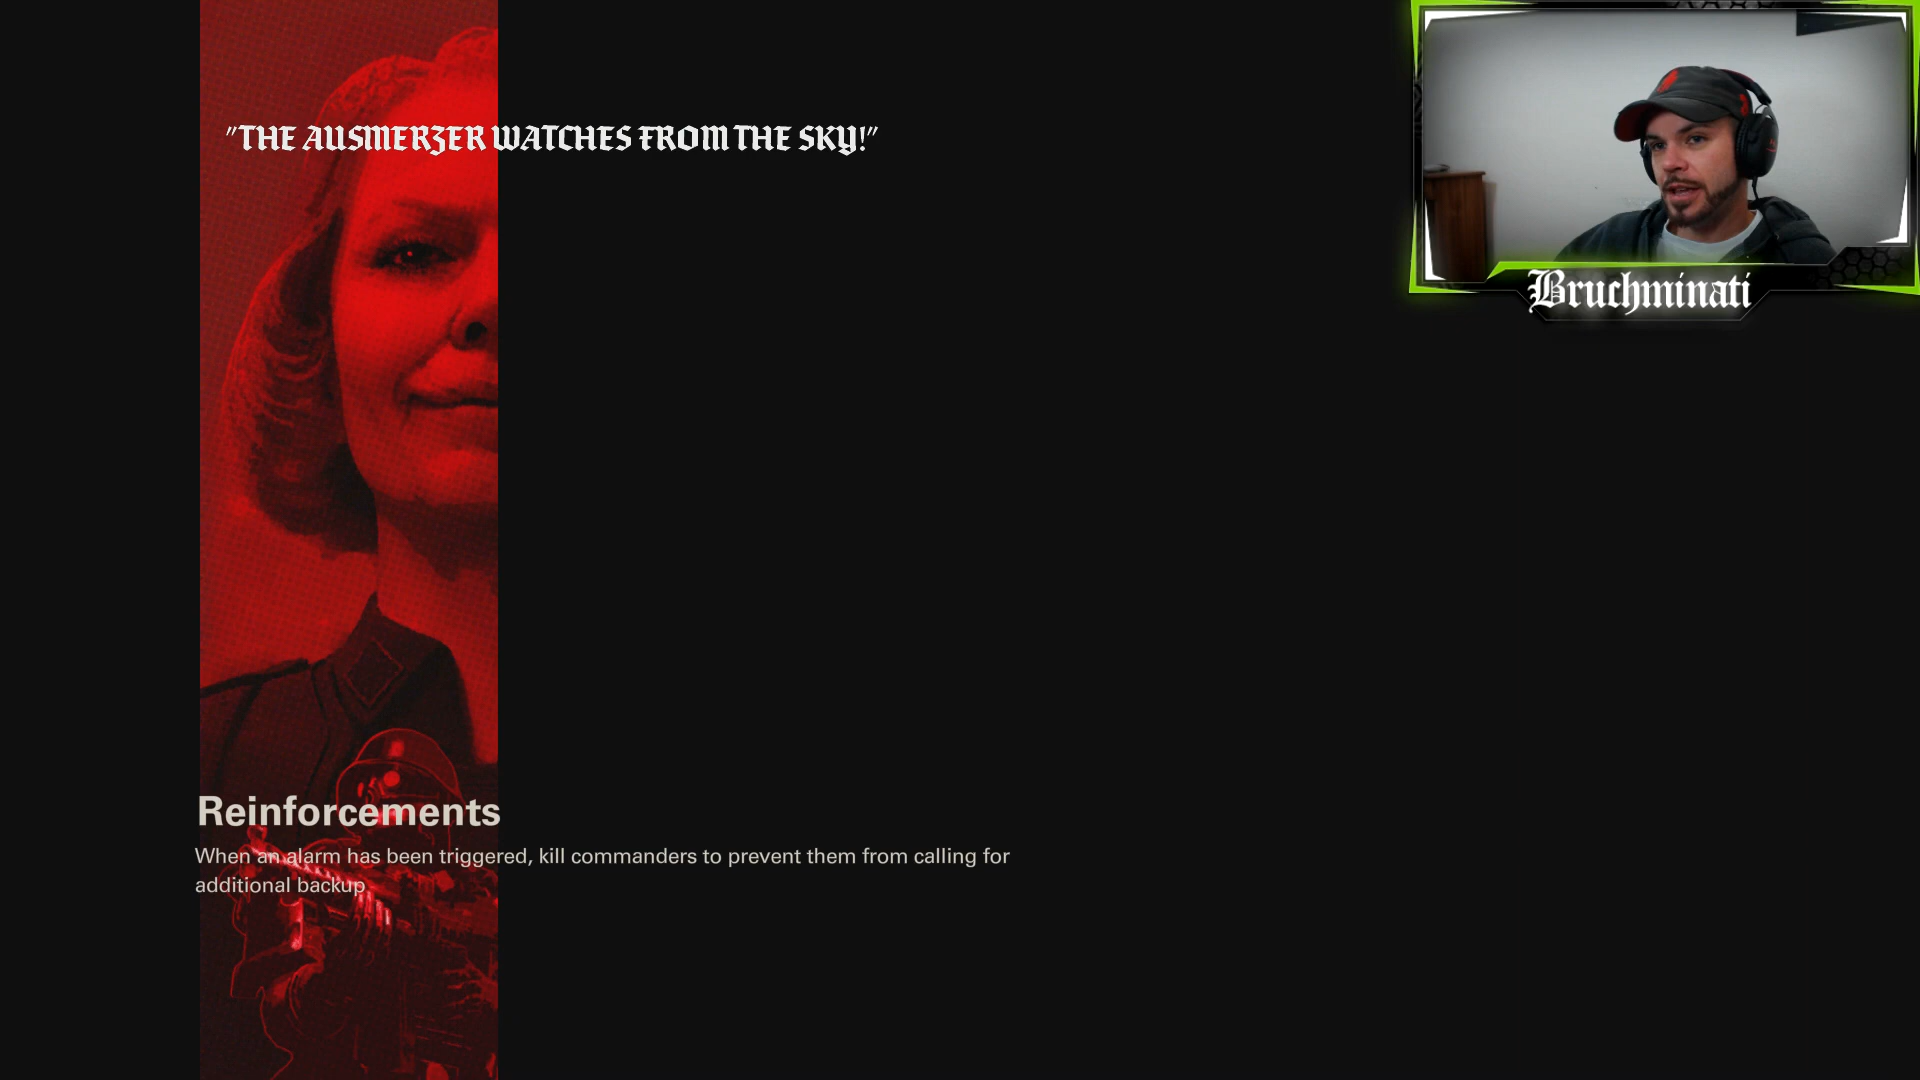 "THE AUSMERZER WATCHES FROM THE SKY!"
Bruchminati
Reinforcements
When an alarm has been triggered, kill commanders to prevent them from calling for
additional backup